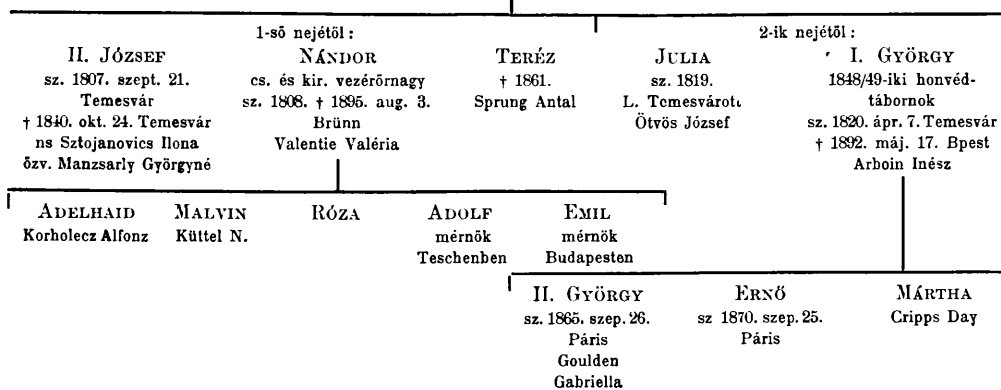 1-ső nejétől:
2-ik nejétől:
II. JÓZSEF
sz. 1807. szept. 21.
Temesvár
† 1840. okt. 24. Temesvár
ns Sztojanovics Ilona
özv. Manzsarly Györgyné
NÁNDOR
cs. és kir. vezérőrnagy
sz. 1808. † 1895. aug. 3.
Brünn
Valentie Valéria
TERÉZ
† 1861.
Sprung Antal
JULIA
sz. 1819.
L. Temesvárott
Ötvös József
I. GYÖRGY
1848/49-iki honvéd-
tábornok
sz. 1820. ápr. 7. Temesvár
† 1892. máj. 17. Bpest
Arboin Inész
ADELHAID
Korholecz Alfonz
MALVIN
Küttel N.
RÓZA
ADOLF
mérnök
Teschenben
EMIL
mérnök
Budapesten
II. GYÖRGY
sz. 1865. szep. 26.
Páris
Goulden
Gabriella
ERNŐ
sz 1870. szep. 25.
Páris
MÁRTHA
Cripps Day